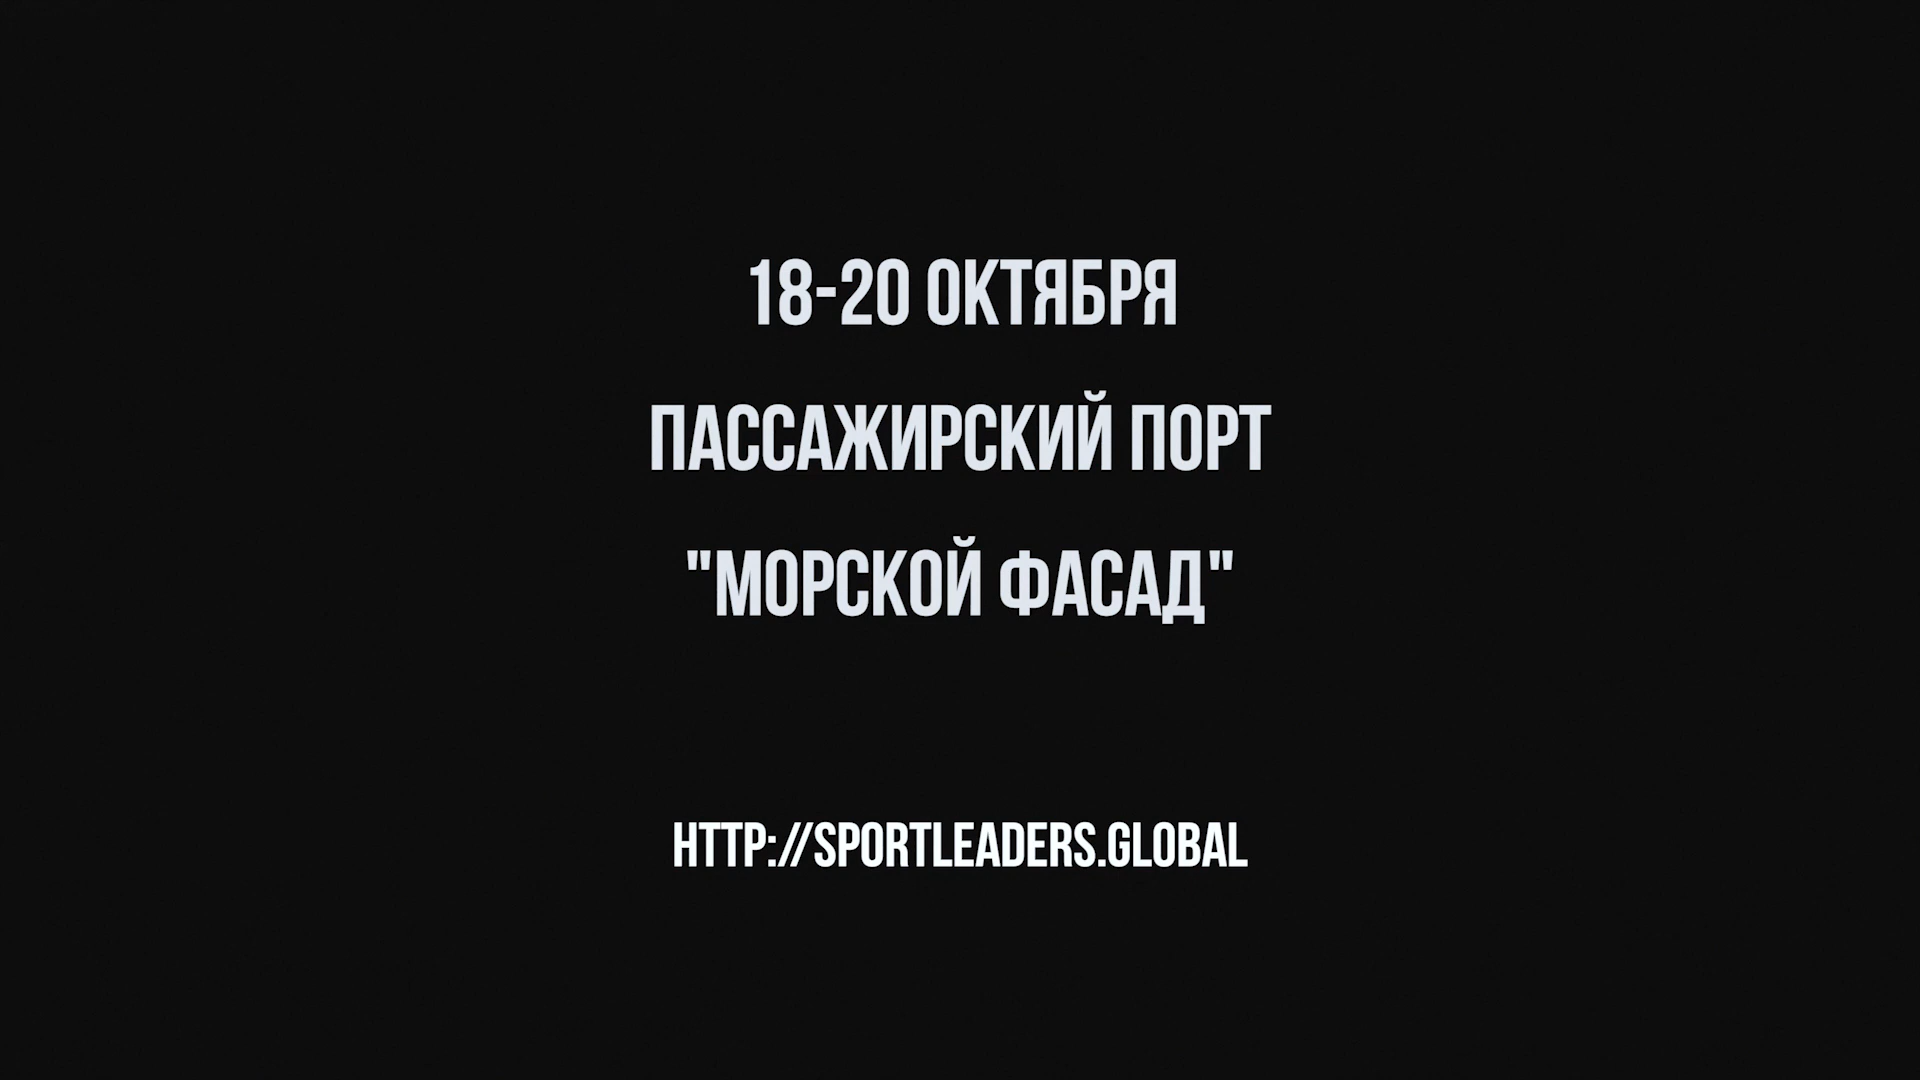 18-20 ОКТЯБРЯ
ПАССАЖИРСКИЙ ПОРТ
"МОРСКОЙ ФАСАД"
HTTP://SPORTLEADERS.GLOBAL